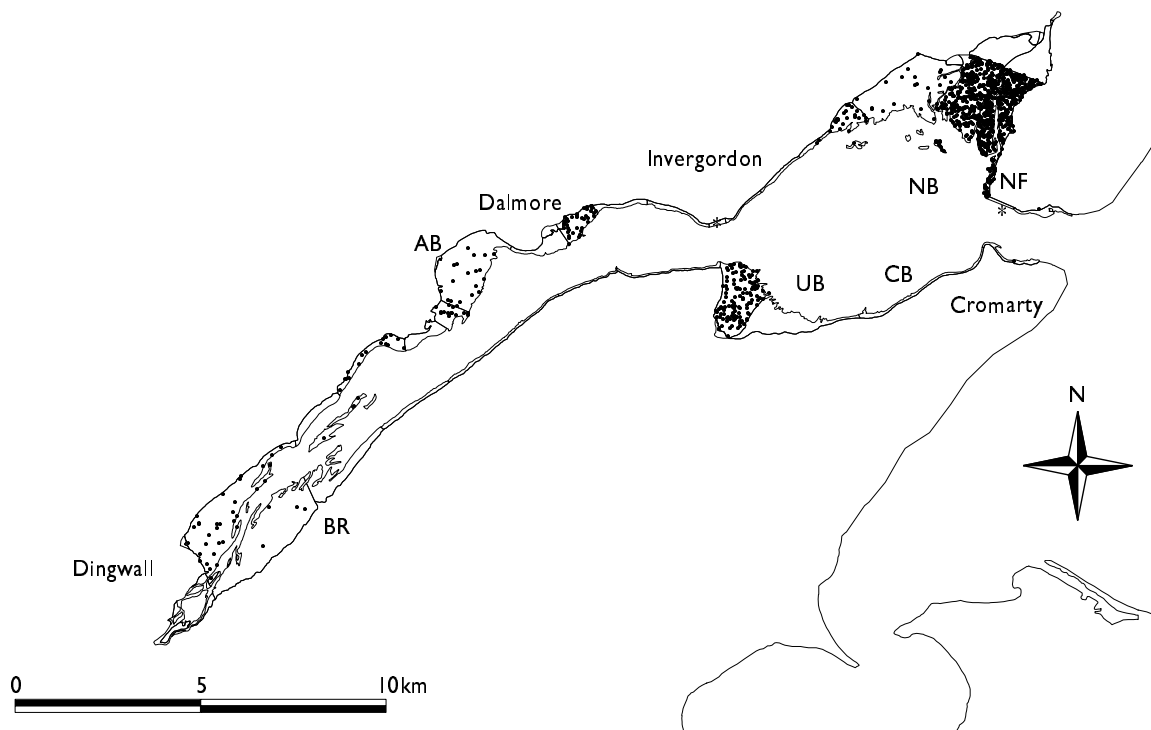 Invergordon
NB
NF
Dalmore
AB
UB
CB
Cromarty
N
BR
Dingwall
0 5 10km